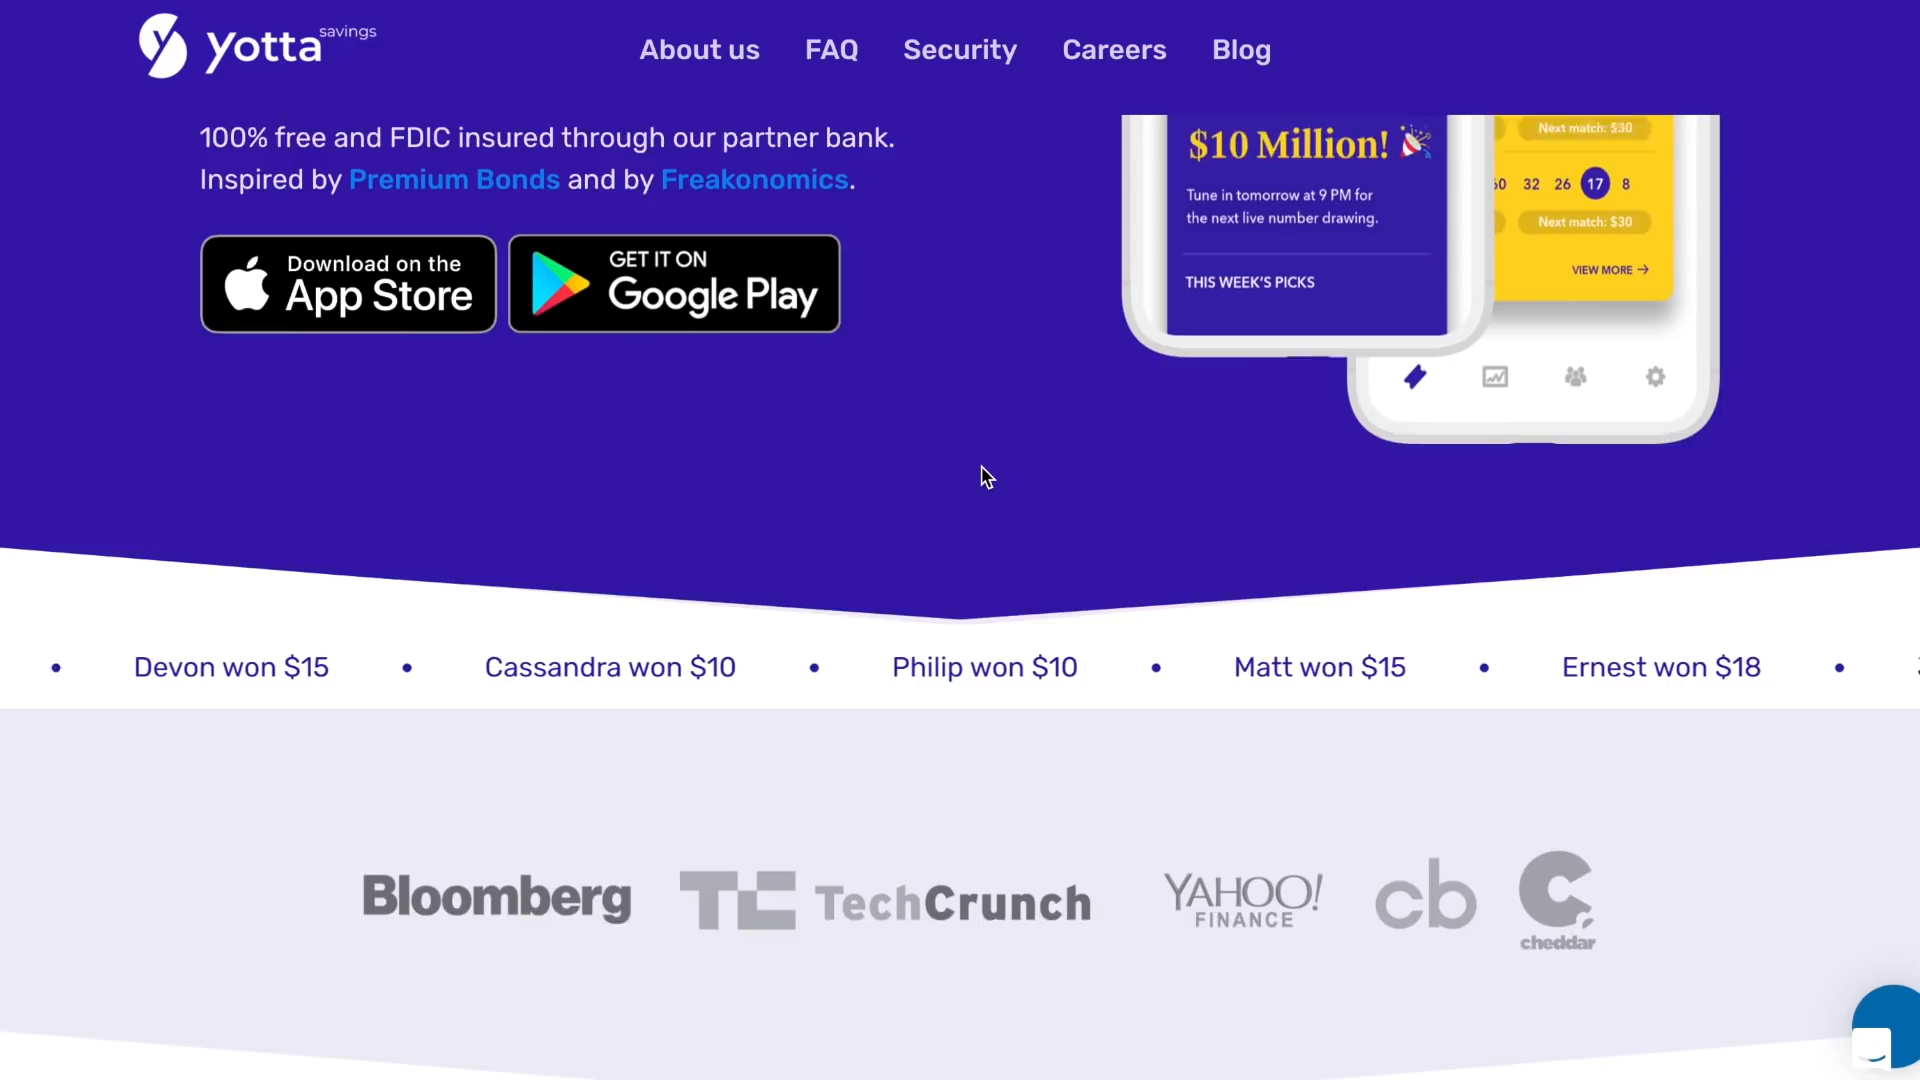 yotta savings
About us
FAQ
Security
Careers
Blog
100% free and FDIC insured through our partner bank.
Inspired by Premium Bonds and by Freakonomics.
Download on the
App Store
GET IT ON
Google Play
$10 Million!
Tune in tomorrow at 9 PM for
the next live number drawing.
THIS WEEK'S PICKS
Next match: $30
32 26 17 8
Next match: $30
VIEW MORE →
• Devon won $15 • Cassandra won $10 • Philip won $10 • Matt won $15 • Ernest won $18 •
Bloomberg
TC TechCrunch
YAHOO!
FINANCE
cb
C
cheddar